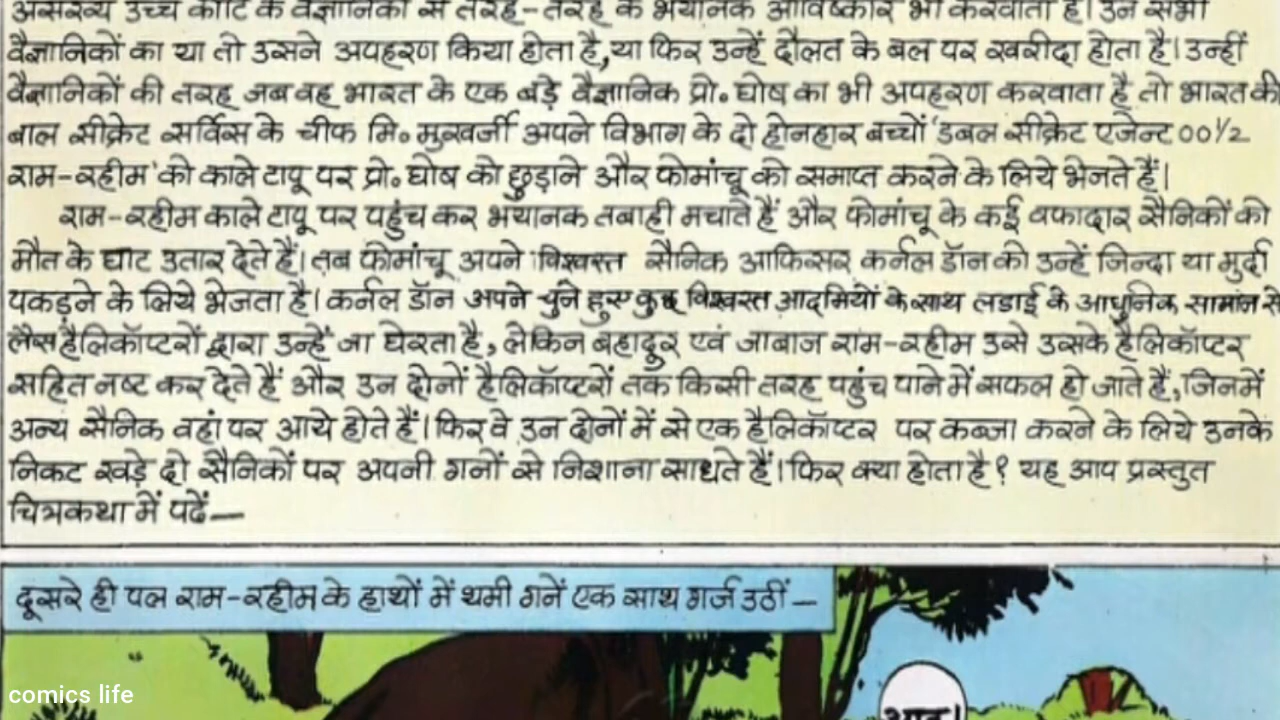 असंख्य उच्च कोटि के वैज्ञानिकों से तरह-तरह के भयानक आविष्कार भी करवाता है। उन सभी
वैज्ञानिकों का या तो उसने अपहरण किया होता है,या फिर उन्हें दौलत के बल पर खरीदा होता है। उन्हीं
वैज्ञानिकों की तरह जब वह भारत के एक बड़े वैज्ञानिक प्रो० घोष का भी अपहरण करवाता है तो भारत की
बाल सीक्रेट सर्विस के चीफ मि० मुखर्जी अपने विभाग के दो होनहार बच्चों 'डबल सीक्रेट एजेन्ट 00½
राम-रहीम' को काले टापू पर प्रो० घोष को छुड़ाने और फोमांचू को समाप्त करने के लिये भेजते हैं।
राम-रहीम काले टापू पर पहुंच कर भयानक तबाही मचाते हैं और फोमांचू के कई वफादार सैनिकों को
मौत के घाट उतार देते हैं। तब फोमांचू अपने विश्वस्त सैनिक आफिसर कर्नल डॉन को उन्हें जिन्दा या मुर्दा
पकड़ने के लिये भेजता है। कर्नल डॉन अपने चुने हुए कुछ विश्वस्त आदमियों के साथ लडाई के आधुनिक सामान से
लैस हैलिकॉप्टरों द्वारा उन्हें जा घेरता है, लेकिन बहादुर एवं जाबाज राम-रहीम उसे उसके हैलिकॉप्टर
सहित नष्ट कर देते हैं और उन दोनों हैलिकॉप्टरों तक किसी तरह पहुंच पाने में सफल हो जाते हैं, जिनमें
अन्य सैनिक वहां पर आये होते हैं। फिर वे उन दोनों में से एक हैलिकॉप्टर पर कब्जा करने के लिये उनके
निकट खड़े दो सैनिकों पर अपनी गनों से निशाना साधते हैं। फिर क्या होता है? यह आप प्रस्तुत
चित्रकथा में पढें—
दूसरे ही पल राम-रहीम के हाथों में थमी गनें एक साथ गर्ज उठीं—
comics life